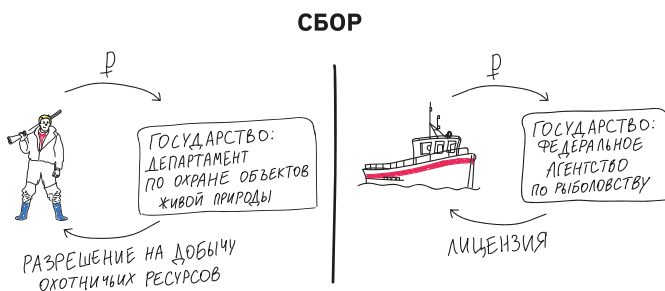 СБОР
₽
ГОСУДАРСТВО:
ДЕПАРТАМЕНТ
ПО ОХРАНЕ ОБЪЕКТОВ
ЖИВОЙ ПРИРОДЫ
РАЗРЕШЕНИЕ НА ДОБЫЧУ
ОХОТНИЧЬИХ РЕСУРСОВ
₽
ГОСУДАРСТВО:
ФЕДЕРАЛЬНОЕ
АГЕНТСТВО
ПО РЫБОЛОВСТВУ
ЛИЦЕНЗИЯ